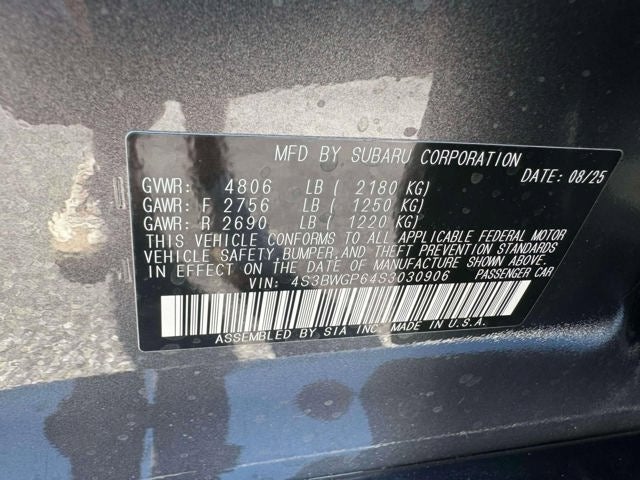 MFD BY SUBARU CORPORATION
DATE: 08/25
GVWR: 4806 LB ( 2180 KG)
GAWR: F 2756 LB ( 1250 KG)
GAWR: R 2690 LB ( 1220 KG)
THIS VEHICLE CONFORMS TO ALL APPLICABLE FEDERAL MOTOR
VEHICLE SAFETY, BUMPER, AND THEFT PREVENTION STANDARDS
IN EFFECT ON THE DATE OF MANUFACTURE SHOWN ABOVE.
VIN: 4S3BWGP64S3030906 PASSENGER CAR
ASSEMBLED BY SIA INC. MADE IN U.S.A.